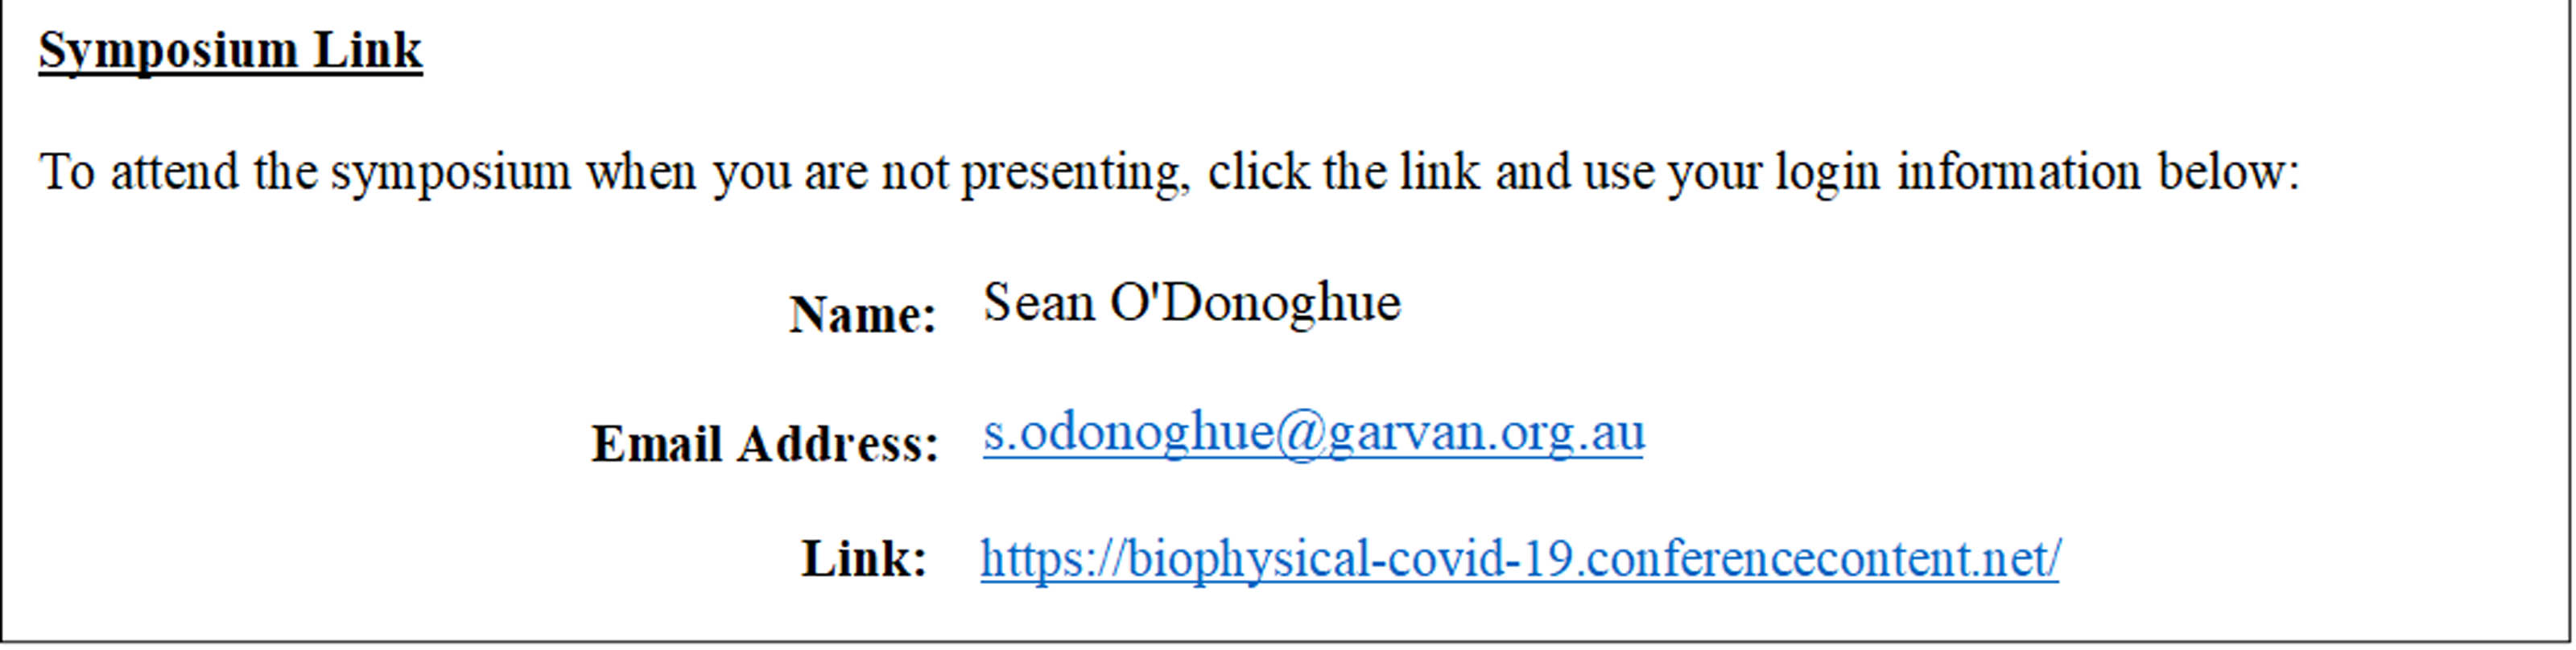 Symposium Link
To attend the symposium when you are not presenting, click the link and use your login information below:
Name: Sean O'Donoghue
Email Address: s.odonoghue@garvan.org.au
Link: https://biophysical-covid-19.conferencecontent.net/